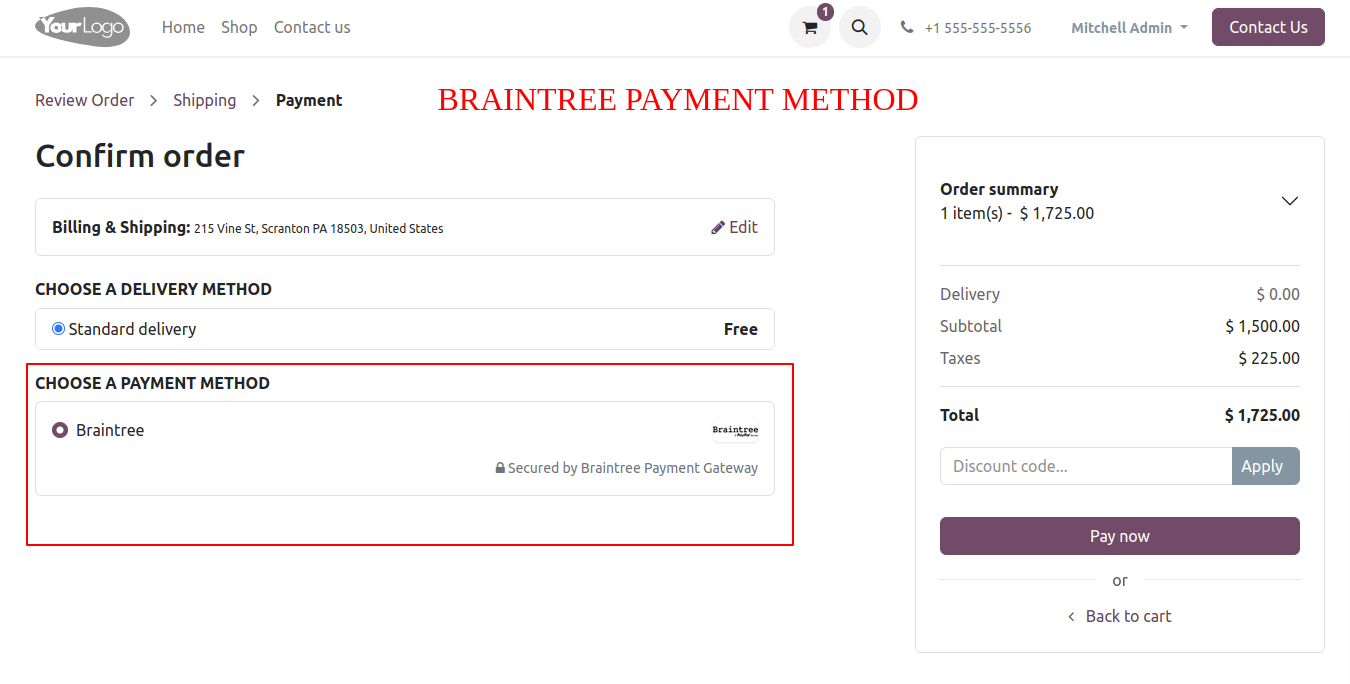 YourLogo
Home Shop Contact us
1
+1 555-555-5556
Mitchell Admin
Contact Us
Review Order > Shipping > Payment
BRAINTREE PAYMENT METHOD
Confirm order
Billing & Shipping: 215 Vine St, Scranton PA 18503, United States
Edit
CHOOSE A DELIVERY METHOD
Standard delivery Free
CHOOSE A PAYMENT METHOD
Braintree
Braintree
Secured by Braintree Payment Gateway
Order summary
1 item(s) - $ 1,725.00
Delivery $ 0.00
Subtotal $ 1,500.00
Taxes $ 225.00
Total $ 1,725.00
Discount code... Apply
Pay now
or
< Back to cart